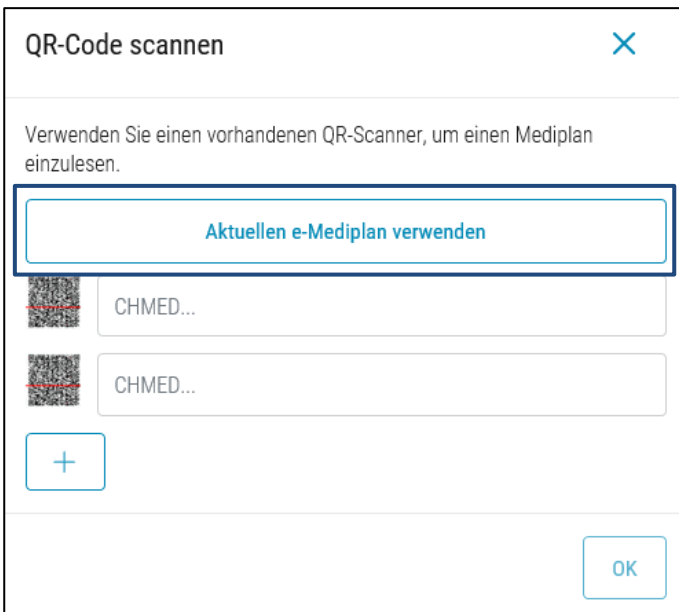 QR-Code scannen
Verwenden Sie einen vorhandenen QR-Scanner, um einen Mediplan
einzulesen.
Aktuellen e-Mediplan verwenden
CHMED...
CHMED...
+
OK